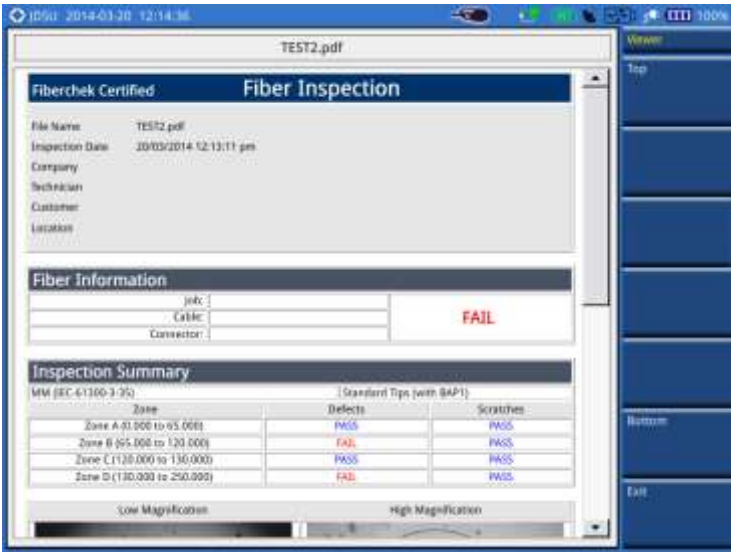 JDSU 2014-03-20 12:14:36
100%
TEST2.pdf
Viewer
Top
Fiberchek Certified Fiber Inspection
File Name TEST2.pdf
Inspection Date 20/03/2014 12:13:11 pm
Company
Technician
Customer
Location
Fiber Information
Job:
Cable:
Connector:
FAIL
Inspection Summary
MM (IEC-61300-3-35) Standard Tips (with BAP1)
Zone Defects Scratches
Zone A (0.000 to 65.000) PASS PASS
Zone B (65.000 to 120.000) FAIL PASS
Zone C (120.000 to 130.000) PASS PASS
Zone D (130.000 to 250.000) FAIL PASS
Low Magnification High Magnification
Bottom
Exit